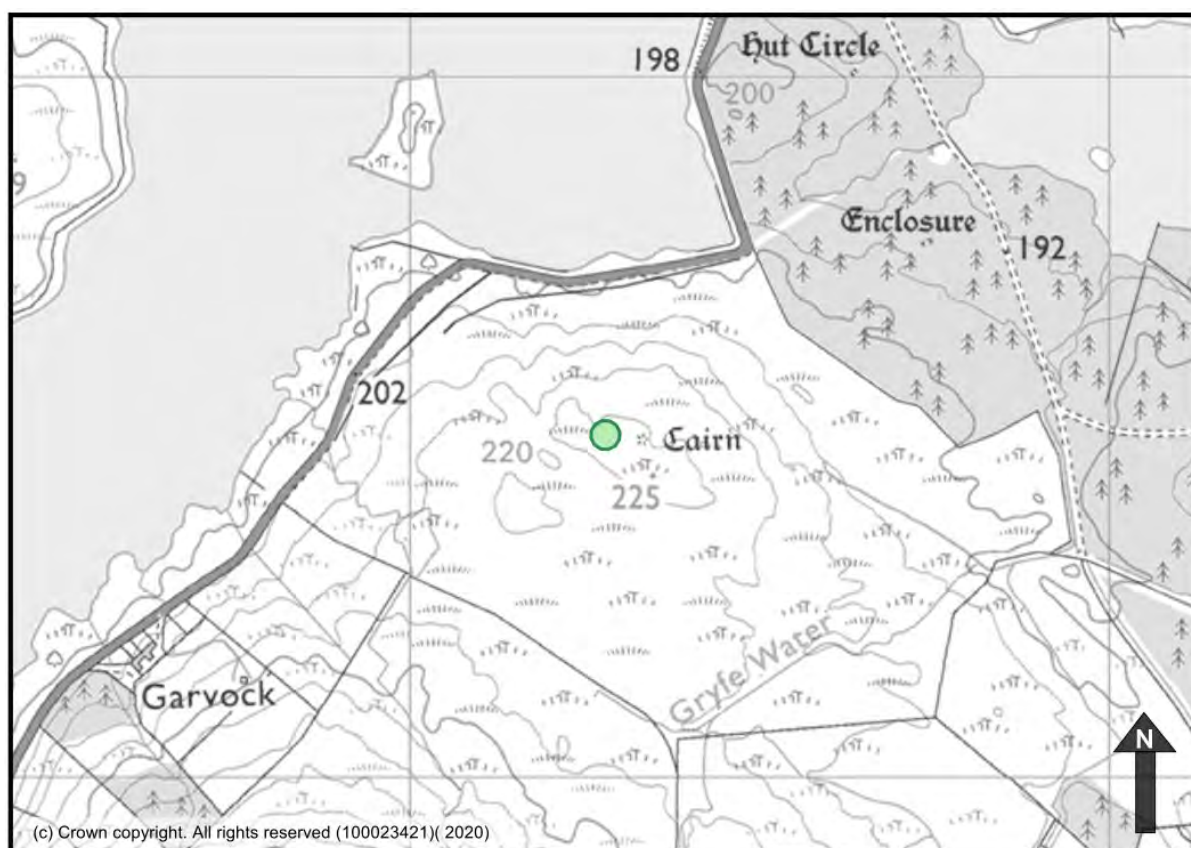 Hut Circle
198
200
Enclosure
192
9
202
220
Cairn
225
Gryfe Water
Garvock
N
(c) Crown copyright. All rights reserved (100023421)( 2020)